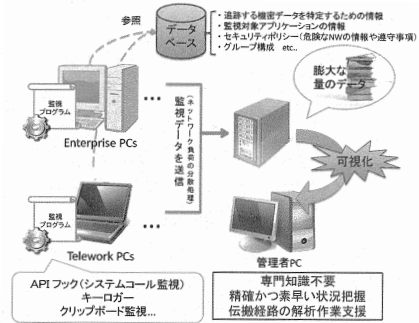 参照
データ
ベース
・追跡する機密データを特定するための情報
・監視対象アプリケーションの情報
・セキュリティポリシー(危険なNWの情報や遵守事項)
・グループ構成 etc..
監視
プログラム
Enterprise PCs
監視
プログラム
Telework PCs
監視データを送信
(ネットワーク負荷の分散処理)
膨大な
量のデータ
可視化
管理者PC
APIフック(システムコール監視)
キーロガー
クリップボード監視...
専門知識不要
精確かつ素早い状況把握
伝搬経路の解析作業支援